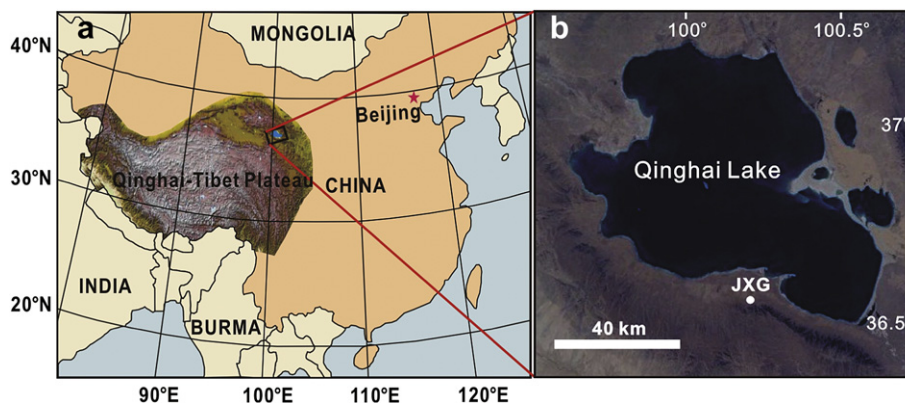 a
40°N
30°N
20°N
MONGOLIA
Beijing
Qinghai-Tibet Plateau
CHINA
INDIA
BURMA
90°E
100°E
110°E
120°E
b
100°
100.5°
37°
Qinghai Lake
JXG
36.5
40 km